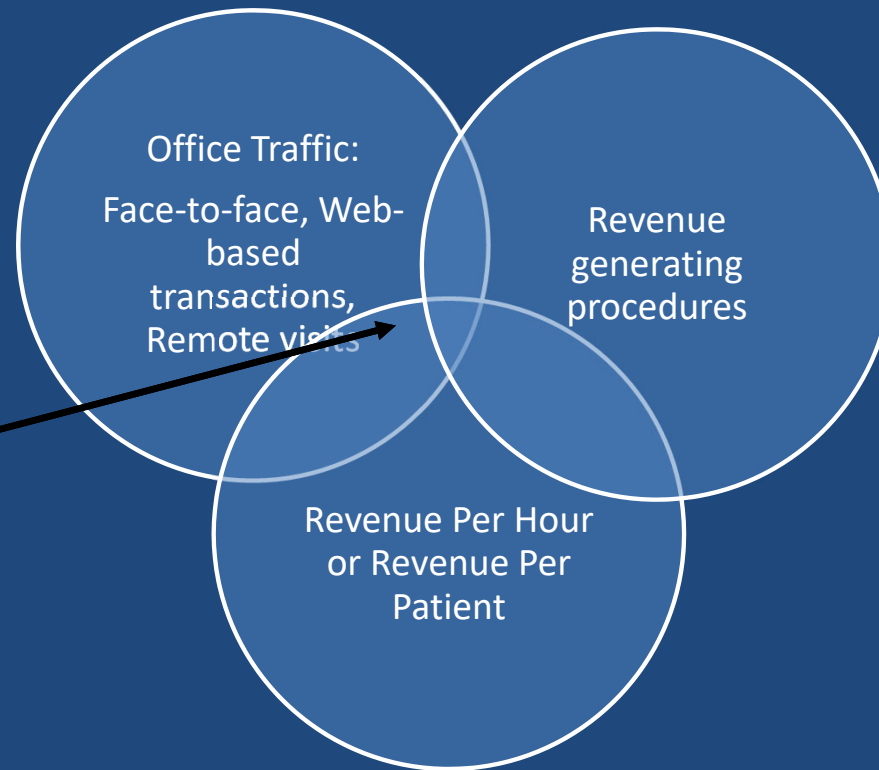 Office Traffic:
Face-to-face, Web-
based
transactions,
Remote visits
Revenue
generating
procedures
Revenue Per Hour
or Revenue Per
Patient